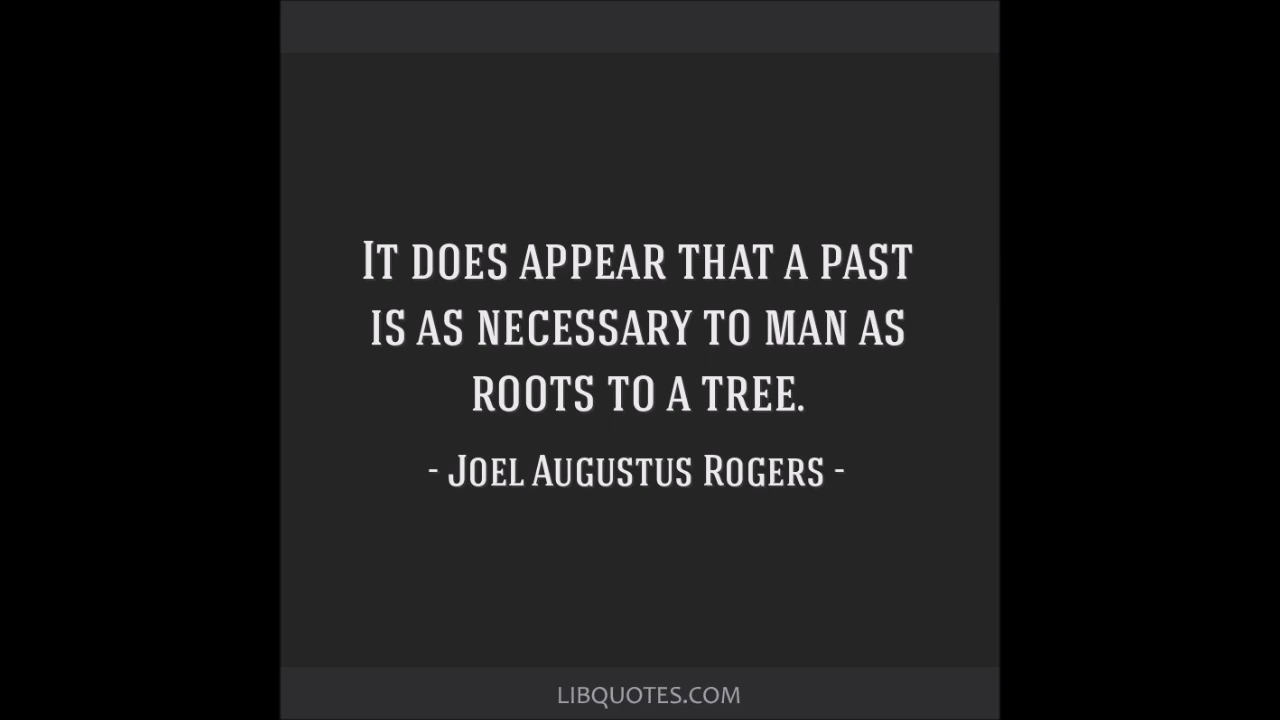 It does appear that a past
is as necessary to man as
roots to a tree.
- Joel Augustus Rogers -
LIBQUOTES.COM